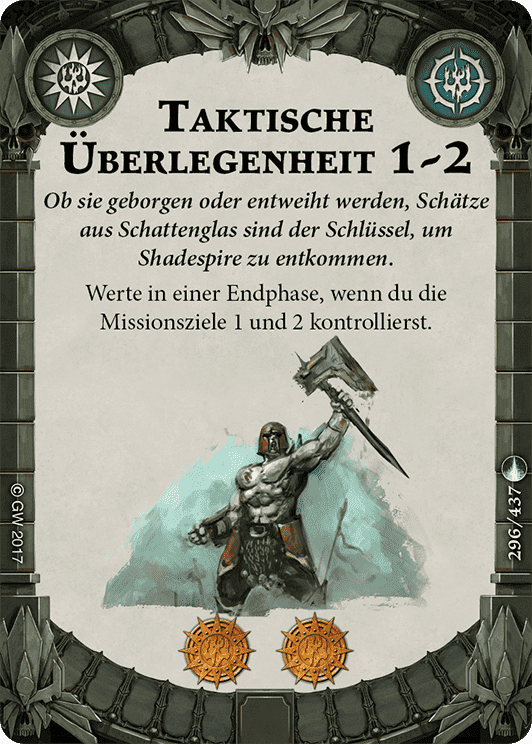 Taktische
Überlegenheit 1-2
Ob sie geborgen oder entweiht werden, Schätze
aus Schattenglas sind der Schlüssel, um
Shadespire zu entkommen.
Werte in einer Endphase, wenn du die
Missionsziele 1 und 2 kontrollierst.
© GW 2017
296/437